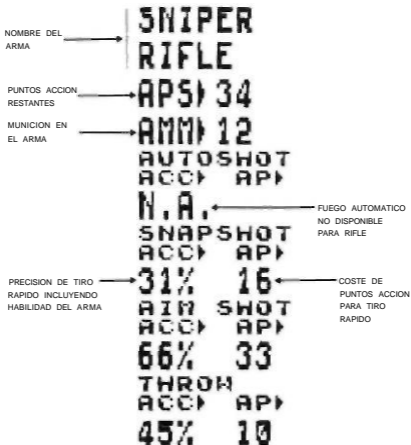 NOMBRE DEL
ARMA
SNIPER
RIFLE
PUNTOS ACCION
RESTANTES
APS 34
MUNICION EN
EL ARMA
AMM 12
AUTOSHOT
ACC AP
N.A.
FUEGO AUTOMATICO
NO DISPONIBLE
PARA RIFLE
SNAPSHOT
ACC AP
PRECISION DE TIRO
RAPIDO INCLUYENDO
HABILIDAD DEL ARMA
31% 16
COSTE DE
PUNTOS ACCION
PARA TIRO
RAPIDO
AIM SHOT
ACC AP
66% 33
THROW
ACC AP
45% 10